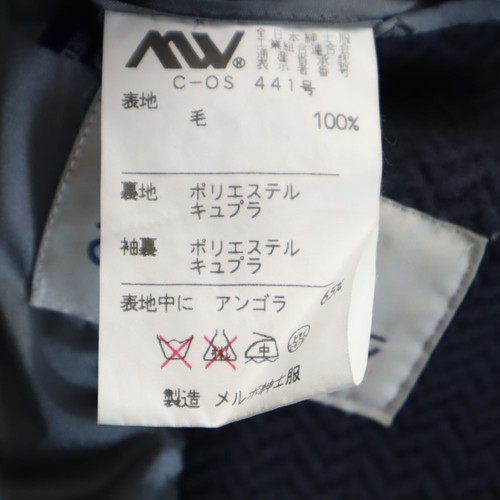 MW®
C-OS 441号
表地
毛 100%
裏地 ポリエステル
キュプラ
袖裏 ポリエステル
キュプラ
表地中に アンゴラ 65%
中
製造 メルボ紳士服